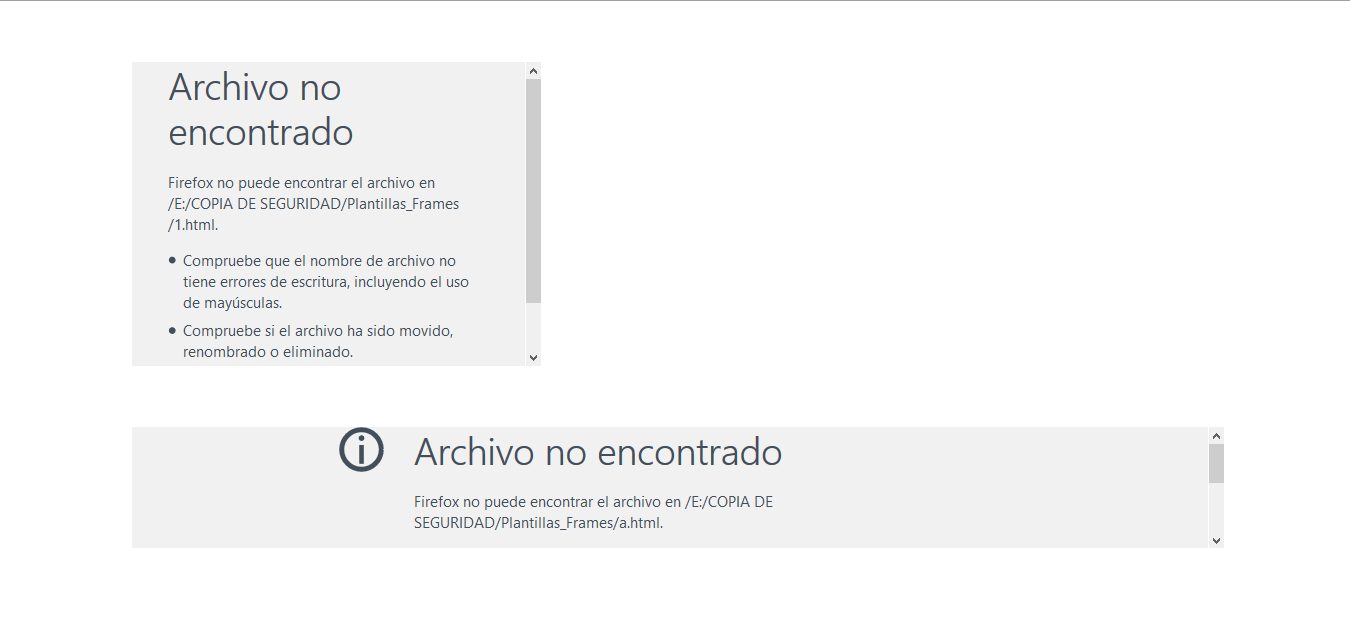 Archivo no
encontrado
Firefox no puede encontrar el archivo en
/E:/COPIA DE SEGURIDAD/Plantillas_Frames
/1.html.
• Compruebe que el nombre de archivo no
tiene errores de escritura, incluyendo el uso
de mayúsculas.
• Compruebe si el archivo ha sido movido,
renombrado o eliminado.
Archivo no encontrado
Firefox no puede encontrar el archivo en /E:/COPIA DE
SEGURIDAD/Plantillas_Frames/a.html.